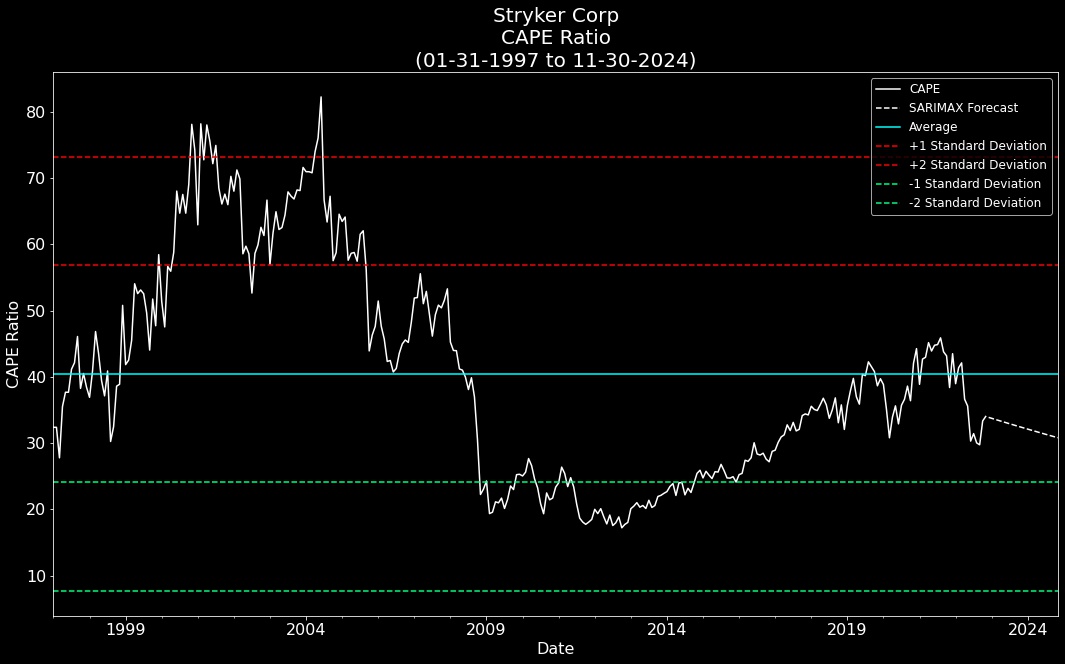 Stryker Corp
CAPE Ratio
(01-31-1997 to 11-30-2024)
CAPE
SARIMAX Forecast
Average
+1 Standard Deviation
+2 Standard Deviation
-1 Standard Deviation
-2 Standard Deviation
CAPE Ratio
80
70
60
50
40
30
20
10
1999
2004
2009
2014
2019
2024
Date